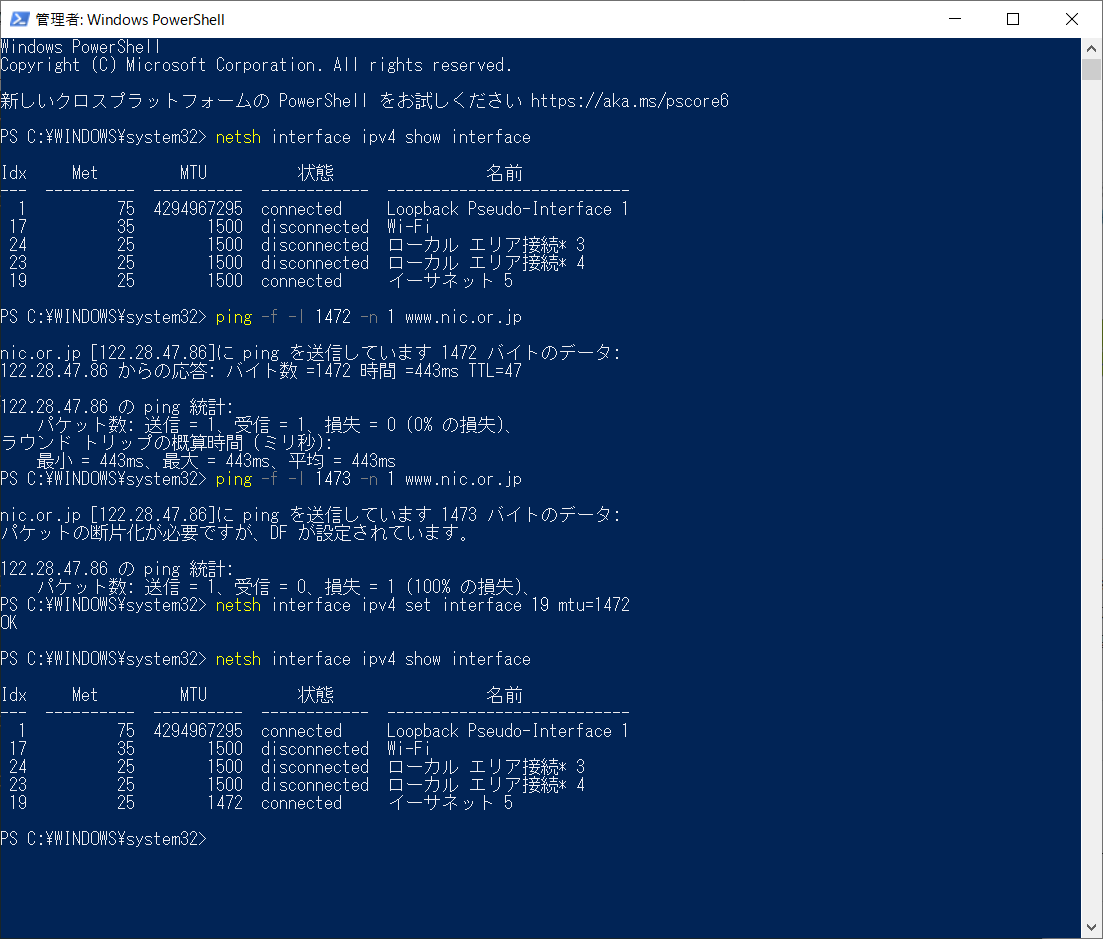 管理者: Windows PowerShell
Windows PowerShell
Copyright (C) Microsoft Corporation. All rights reserved.
新しいクロスプラットフォームの PowerShell をお試しください https://aka.ms/pscore6
PS C:¥WINDOWS¥system32> netsh interface ipv4 show interface
Idx     Met         MTU          状態                名前
---  ----------  ----------  ------------  ---------------------------
  1          75  4294967295  connected     Loopback Pseudo-Interface 1
 17          35        1500  disconnected  Wi-Fi
 24          25        1500  disconnected  ローカル エリア接続* 3
 23          25        1500  disconnected  ローカル エリア接続* 4
 19          25        1500  connected     イーサネット 5
PS C:¥WINDOWS¥system32> ping -f -l 1472 -n 1 www.nic.or.jp
nic.or.jp [122.28.47.86]に ping を送信しています 1472 バイトのデータ:
122.28.47.86 からの応答: バイト数 =1472 時間 =443ms TTL=47
122.28.47.86 の ping 統計:
    パケット数: 送信 = 1、受信 = 1、損失 = 0 (0% の損失)、
ラウンド トリップの概算時間 (ミリ秒):
    最小 = 443ms、最大 = 443ms、平均 = 443ms
PS C:¥WINDOWS¥system32> ping -f -l 1473 -n 1 www.nic.or.jp
nic.or.jp [122.28.47.86]に ping を送信しています 1473 バイトのデータ:
パケットの断片化が必要ですが、DF が設定されています。
122.28.47.86 の ping 統計:
    パケット数: 送信 = 1、受信 = 0、損失 = 1 (100% の損失)、
PS C:¥WINDOWS¥system32> netsh interface ipv4 set interface 19 mtu=1472
OK
PS C:¥WINDOWS¥system32> netsh interface ipv4 show interface
Idx     Met         MTU          状態                名前
---  ----------  ----------  ------------  ---------------------------
  1          75  4294967295  connected     Loopback Pseudo-Interface 1
 17          35        1500  disconnected  Wi-Fi
 24          25        1500  disconnected  ローカル エリア接続* 3
 23          25        1500  disconnected  ローカル エリア接続* 4
 19          25        1472  connected     イーサネット 5
PS C:¥WINDOWS¥system32>